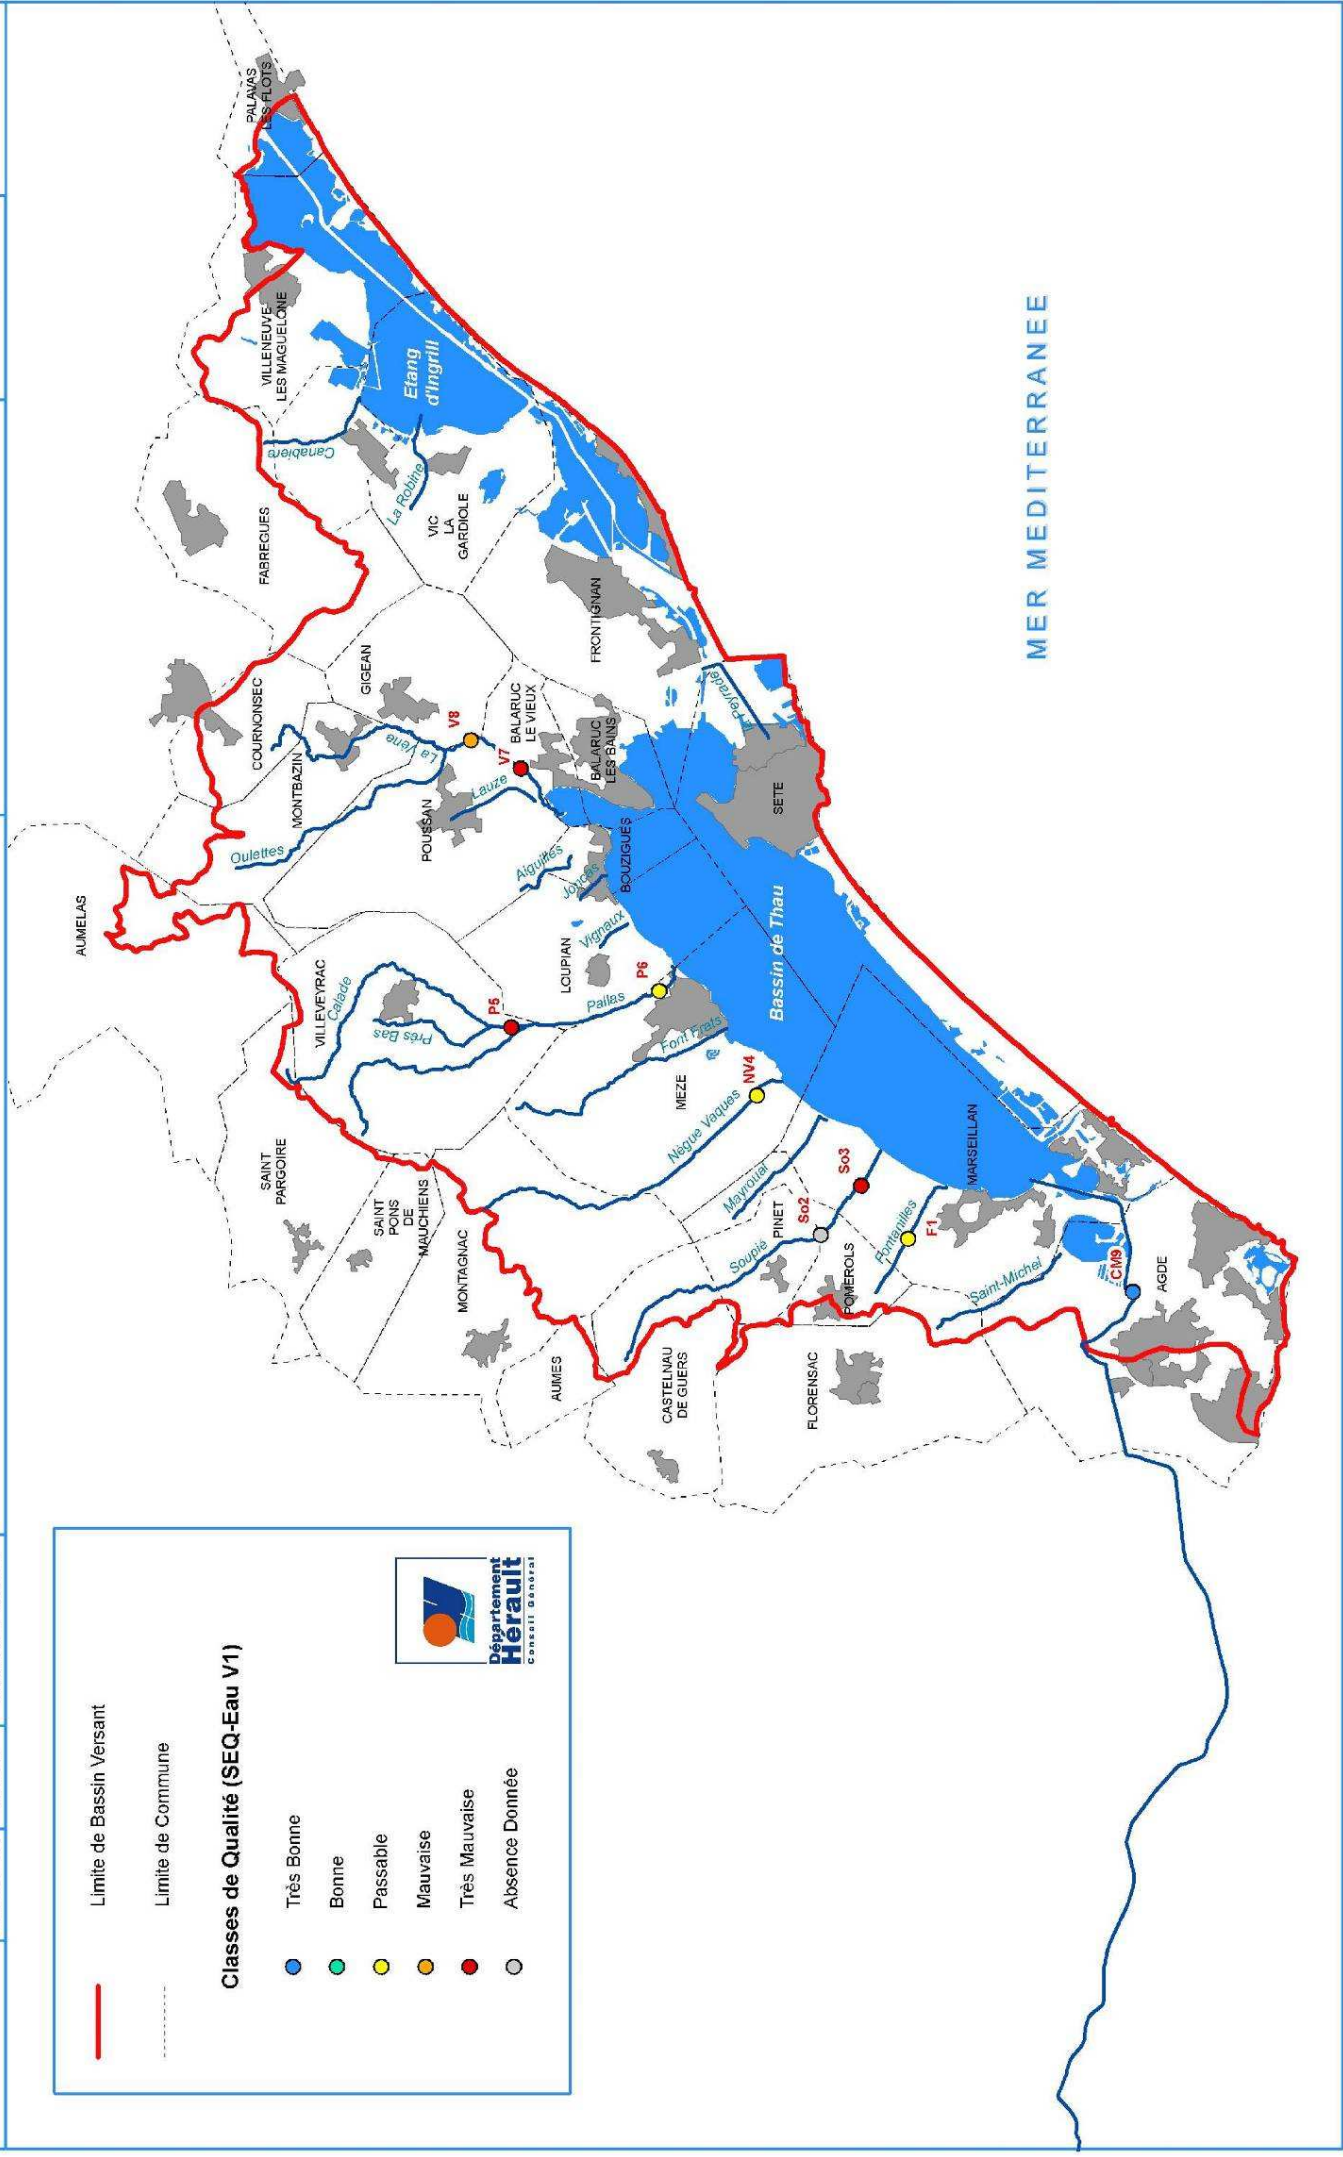 Limite de Bassin Versant
Limite de Commune
Classes de Qualité (SEQ-Eau V1)
Très Bonne
Bonne
Passable
Mauvaise
Très Mauvaise
Absence Donnée
Département
Hérault
Conseil Général
AUMELAS
SAINT
PARGOIRE
SAINT
PONS
DE
MAUCHIENS
MONTAGNAC
AUMES
CASTELNAU
DE GUERS
FLORENSAC
VILLEVEYRAC
Calade
Prés Bas
P5
Pallas
P6
LOUPIAN
Vignaux
Joncas
Aiguilles
BOUZIGUES
Oulettes
MONTBAZIN
COURNONSEC
GIGEAN
La Vène
V8
V7
POUSSAN
Lauze
BALARUC
LE VIEUX
BALARUC
LES BAINS
FABREGUES
Canabière
La Robine
VIC
LA
GARDIOLE
VILLENEUVE
LES MAGUELONE
PALAVAS
LES FLOTS
Etang
d'Ingrill
FRONTIGNAN
La Peyrade
SETE
Bassin de Thau
MEZE
Font Frats
Nègue Vaques
NV4
Mayroual
PINET
Soupié
So2
So3
POMEROLS
Fontanilles
F1
MARSEILLAN
Saint-Michel
CM9
AGDE
MER MEDITERRANEE